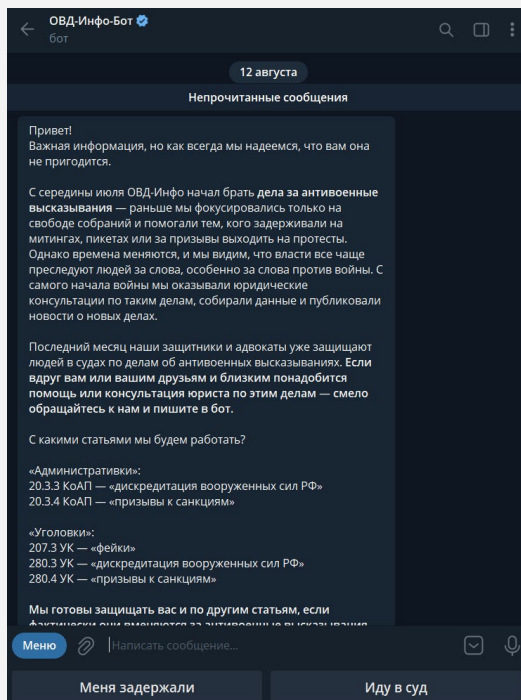 ОВД-Инфо-Бот
бот
12 августа
Непрочитанные сообщения
Привет!
Важная информация, но как всегда мы надеемся, что вам она
не пригодится.
С середины июля ОВД-Инфо начал брать дела за антивоенные
высказывания — раньше мы фокусировались только на
свободе собраний и помогали тем, кого задерживали на
митингах, пикетах или за призывы выходить на протесты.
Однако времена меняются, и мы видим, что власти все чаще
преследуют людей за слова, особенно за слова против войны. С
самого начала войны мы оказывали юридические
консультации по таким делам, собирали данные и публиковали
новости о новых делах.
Последний месяц наши защитники и адвокаты уже защищают
людей в судах по делам об антивоенных высказываниях. Если
вдруг вам или вашим друзьям и близким понадобится
помощь или консультация юриста по этим делам — смело
обращайтесь к нам и пишите в бот.
С какими статьями мы будем работать?
«Административки»:
20.3.3 КоАП — «дискредитация вооруженных сил РФ»
20.3.4 КоАП — «призывы к санкциям»
«Уголовки»:
207.3 УК — «фейки»
280.3 УК — «дискредитация вооруженных сил РФ»
280.4 УК — «призывы к санкциям»
Мы готовы защищать вас и по другим статьям, если
фактически они вменяются за антивоенные высказывания
Меню
Написать сообщение...
Меня задержали
Иду в суд